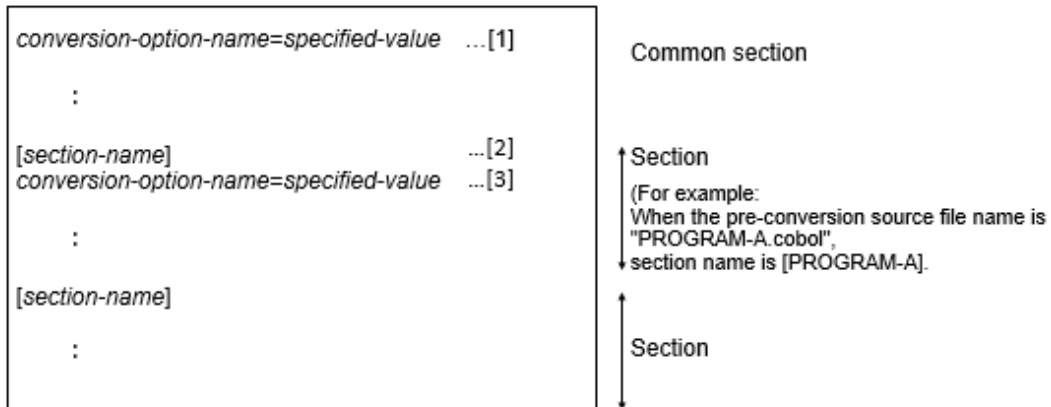 conversion-option-name=specified-value ...[1]
Common section
:
[section-name] ...[2]
Section
conversion-option-name=specified-value ...[3]
(For example:
When the pre-conversion source file name is
"PROGRAM-A.cobol",
section name is [PROGRAM-A].
:
[section-name]
:
Section